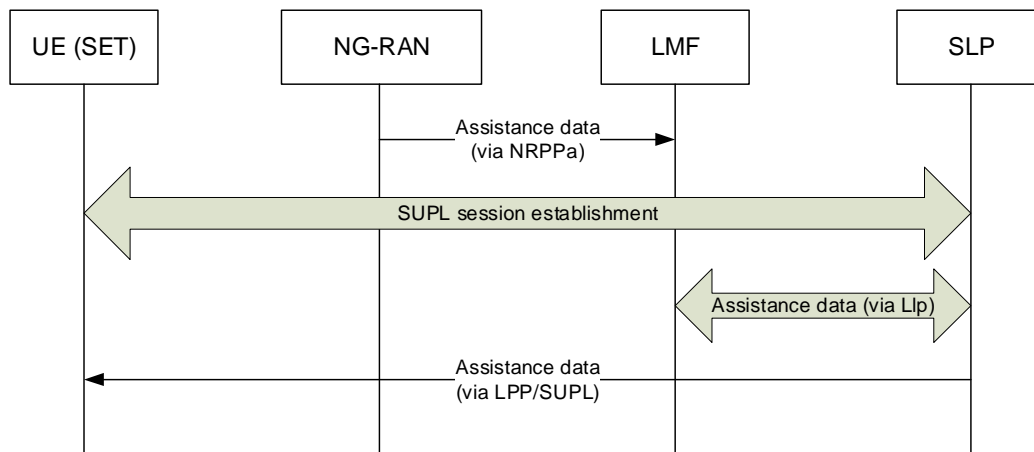 UE (SET)
NG-RAN
LMF
SLP
Assistance data
(via NRPPa)
SUPL session establishment
Assistance data (via Llp)
Assistance data
(via LPP/SUPL)